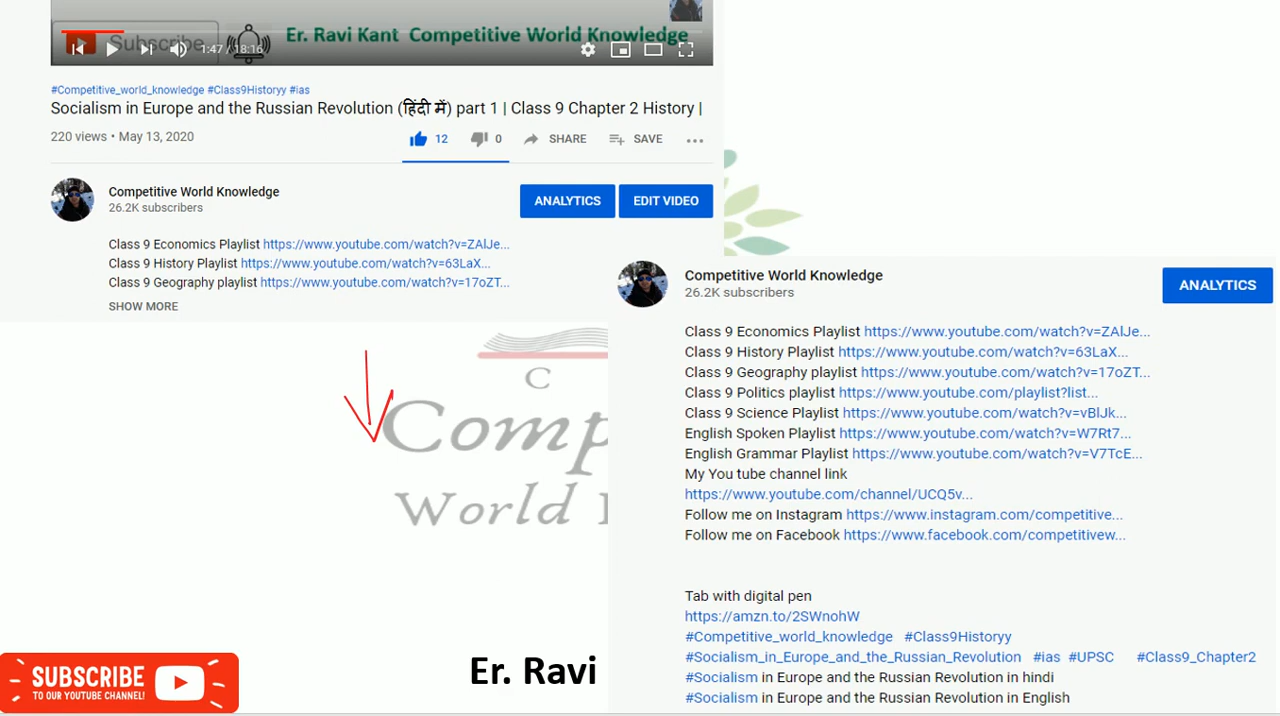 Subscribe
Er. Ravi Kant Competitive World Knowledge
1:47 / 18:16
#Competitive_world_knowledge #Class9Historyy #ias
Socialism in Europe and the Russian Revolution (हिंदी में) part 1 | Class 9 Chapter 2 History |
220 views • May 13, 2020
12 0 SHARE SAVE
Competitive World Knowledge
26.2K subscribers
ANALYTICS EDIT VIDEO
Class 9 Economics Playlist https://www.youtube.com/watch?v=ZAlJe...
Class 9 History Playlist https://www.youtube.com/watch?v=63LaX...
Class 9 Geography playlist https://www.youtube.com/watch?v=17oZT...
SHOW MORE
C
Comp
World
Competitive World Knowledge
26.2K subscribers
ANALYTICS
Class 9 Economics Playlist https://www.youtube.com/watch?v=ZAlJe...
Class 9 History Playlist https://www.youtube.com/watch?v=63LaX...
Class 9 Geography playlist https://www.youtube.com/watch?v=17oZT...
Class 9 Politics playlist https://www.youtube.com/playlist?list...
Class 9 Science Playlist https://www.youtube.com/watch?v=vBlJk...
English Spoken Playlist https://www.youtube.com/watch?v=W7Rt7...
English Grammar Playlist https://www.youtube.com/watch?v=V7TcE...
My You tube channel link
https://www.youtube.com/channel/UCQ5v...
Follow me on Instagram https://www.instagram.com/competitive...
Follow me on Facebook https://www.facebook.com/competitivew...
Tab with digital pen
https://amzn.to/2SWnohW
#Competitive_world_knowledge #Class9Historyy
#Socialism_in_Europe_and_the_Russian_Revolution #ias #UPSC #Class9_Chapter2
#Socialism in Europe and the Russian Revolution in hindi
#Socialism in Europe and the Russian Revolution in English
Er. Ravi
SUBSCRIBE
TO OUR YOUTUBE CHANNEL!